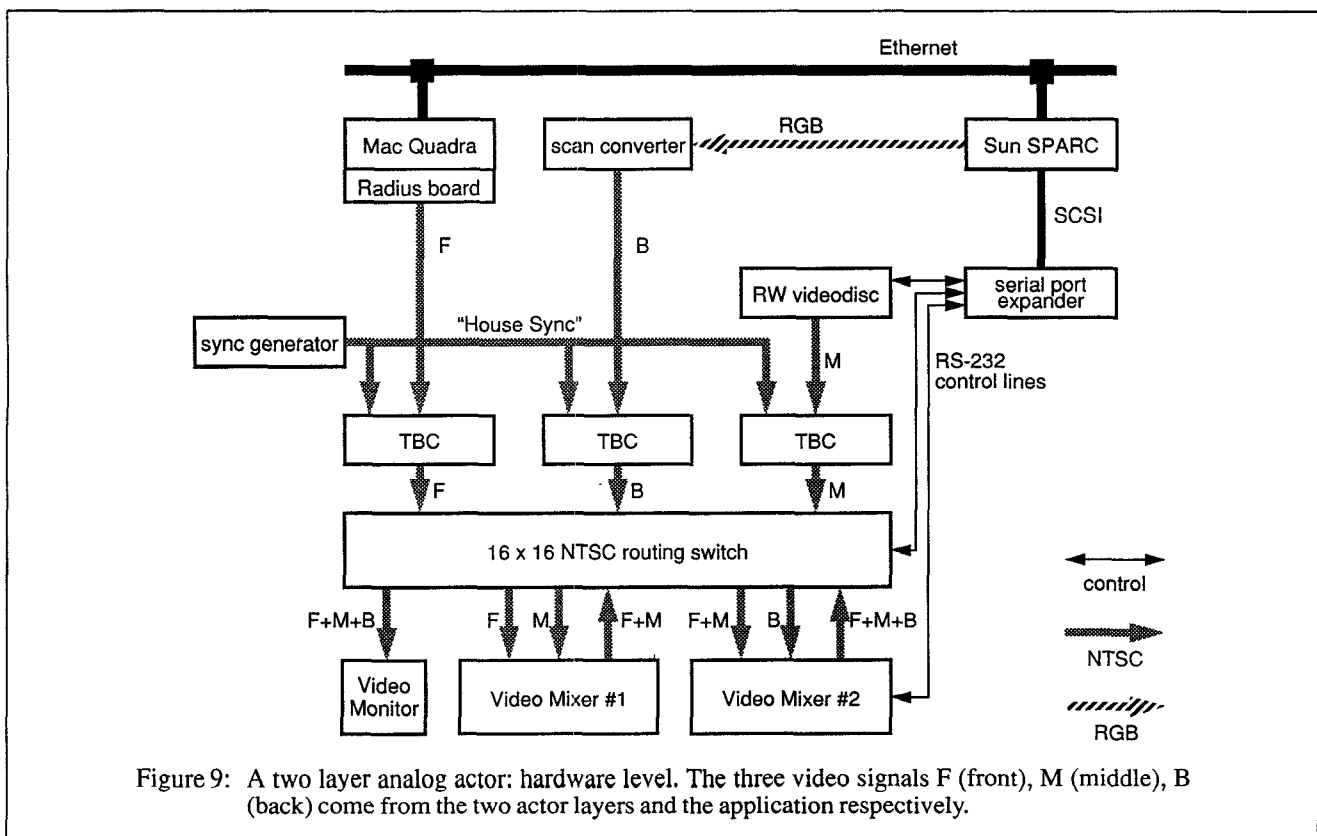 Ethernet
Mac Quadra
Radius board
scan converter
RGB
Sun SPARC
SCSI
F
B
RW videodisc
serial port
expander
"House Sync"
sync generator
M
RS-232
control lines
TBC
TBC
TBC
F
B
M
16 x 16 NTSC routing switch
control
F+M+B
F
M
F+M
F+M
B
F+M+B
NTSC
Video
Monitor
Video Mixer #1
Video Mixer #2
RGB
Figure 9: A two layer analog actor: hardware level. The three video signals F (front), M (middle), B
(back) come from the two actor layers and the application respectively.